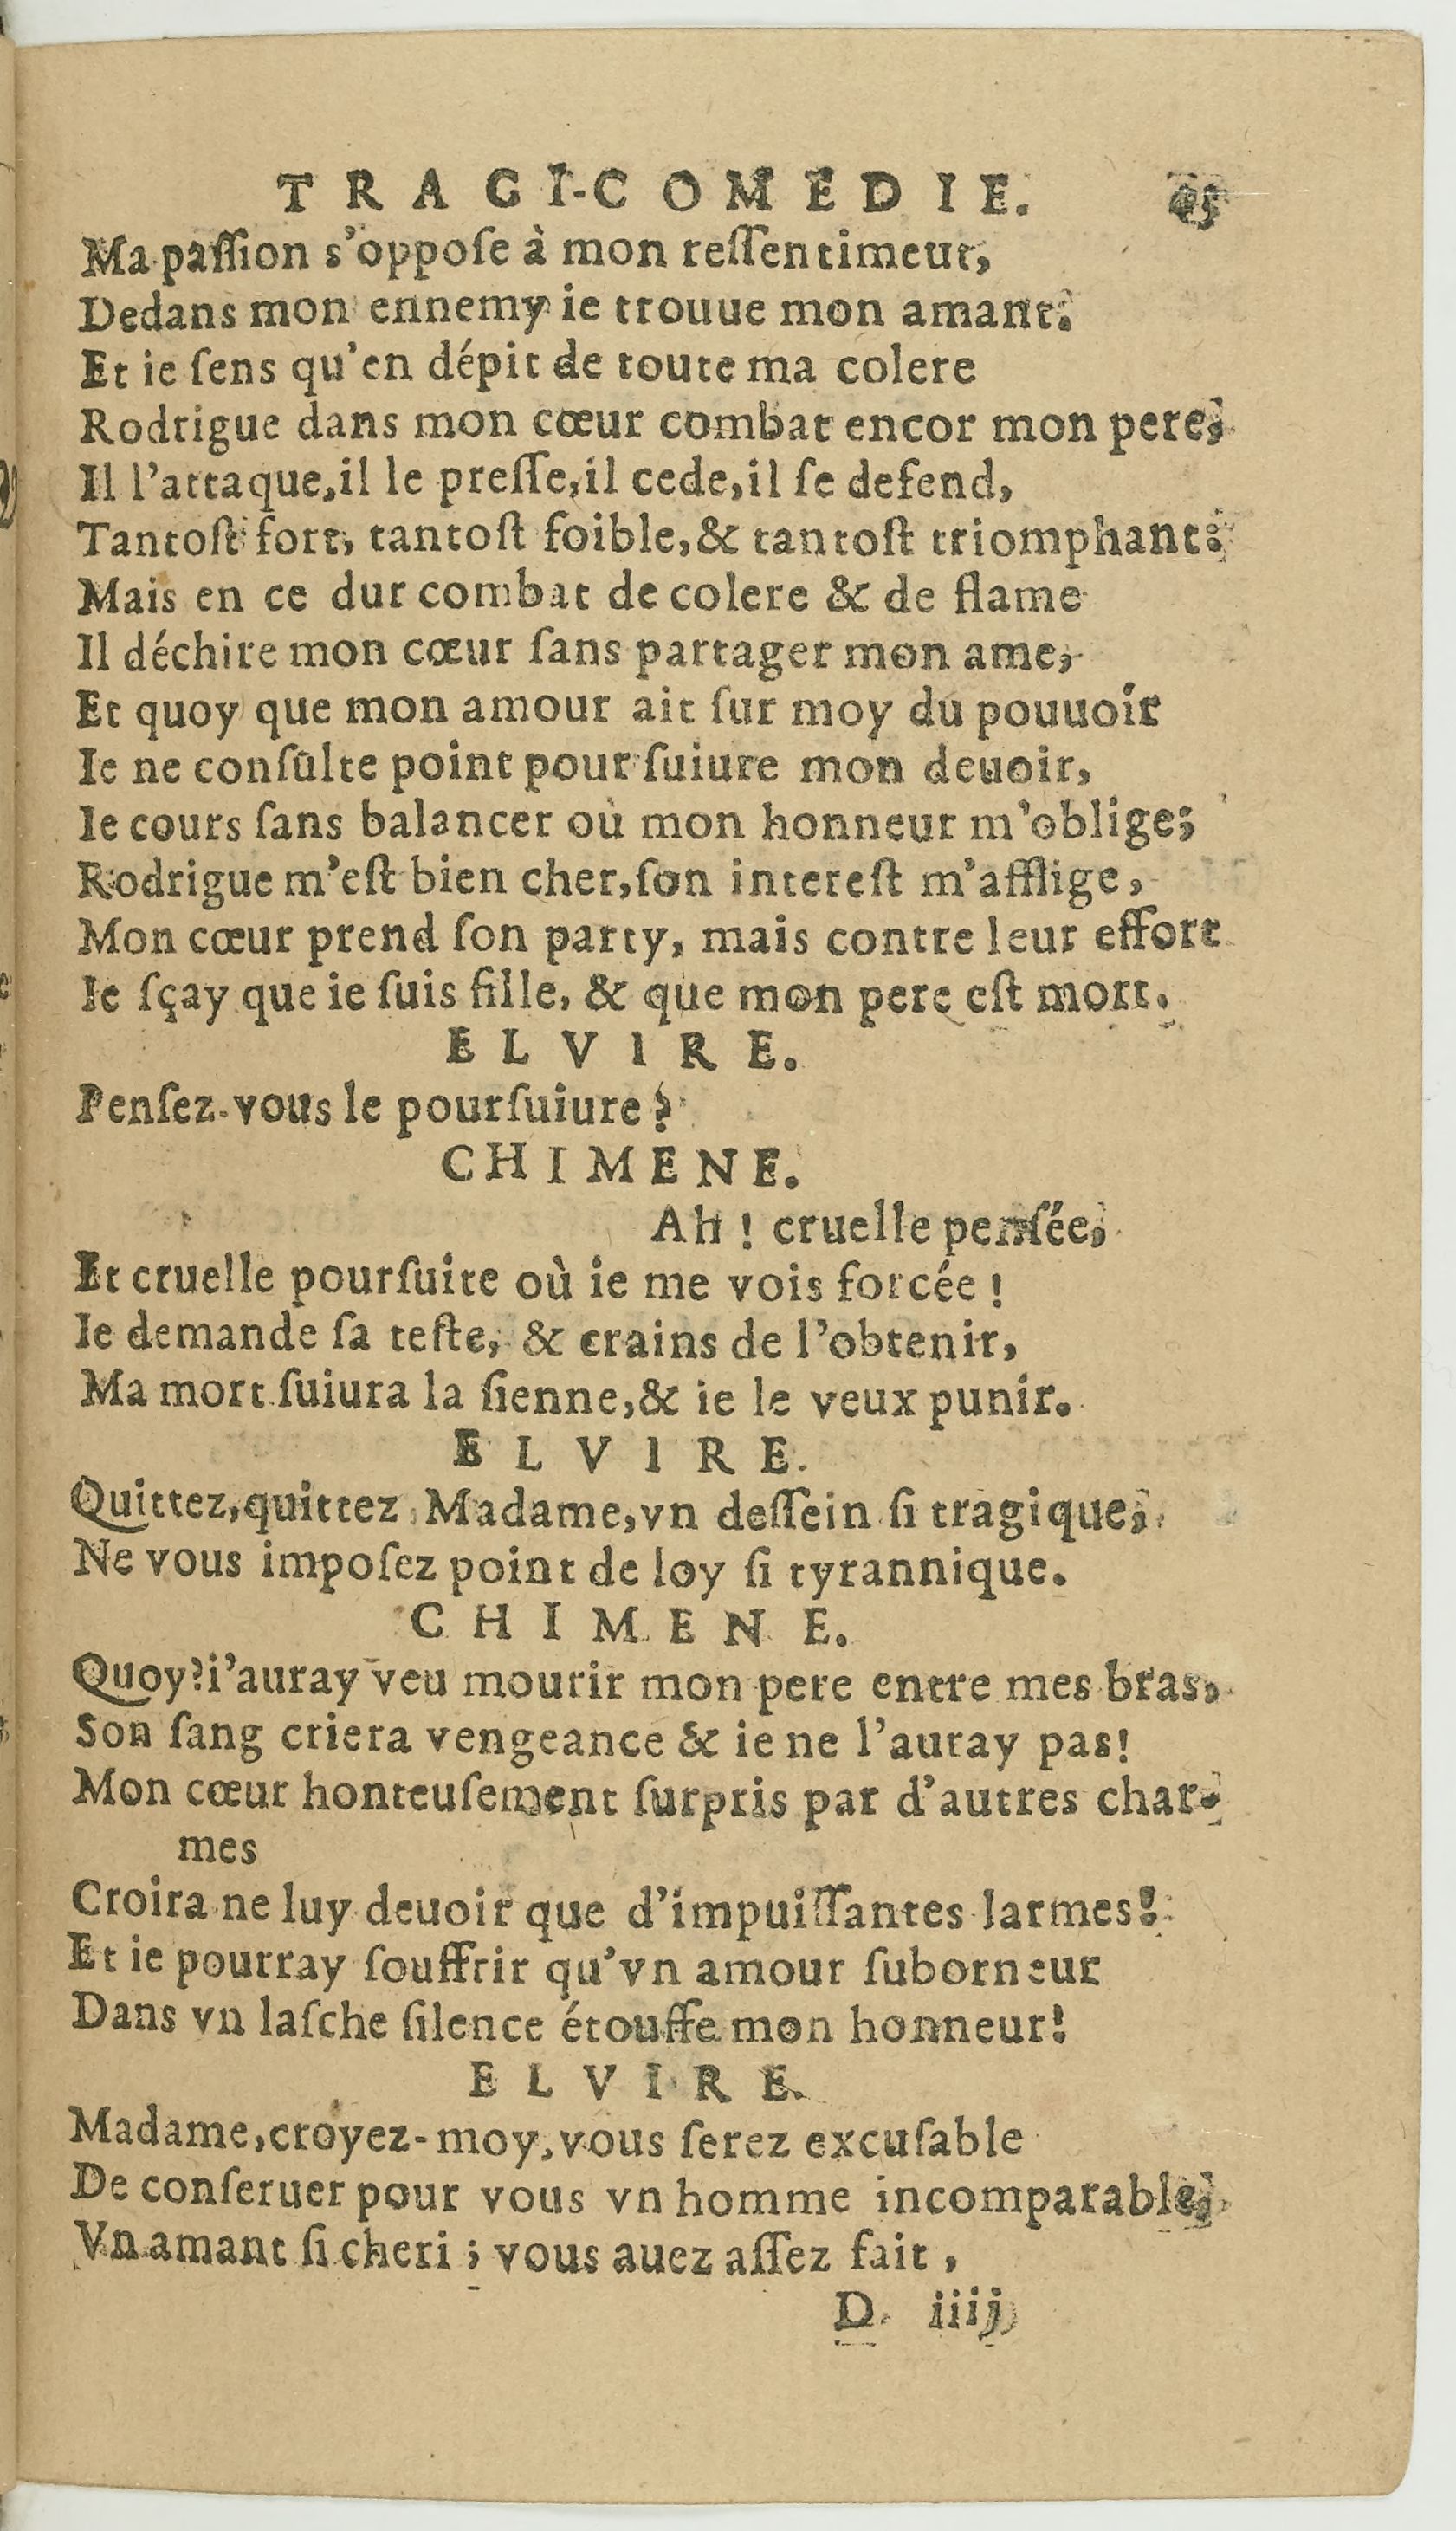 TRAGI-COMEDIE.
Ma passion s'oppoſe à mon reſſentimeut,
Dedans mon ennemy ie trouue mon amant:
Et ie ſens qu'en dépit de toute ma colere
Rodrigue dans mon cœur combat encor mon pere,
Il l'attaque, il le preſſe, il cede, il ſe defend,
Tantoſt fort, tantoſt foible, & tantoſt triomphant:
Mais en ce dur combat de colere & de flame
Il déchire mon cœur ſans partager mon ame,
Et quoy que mon amour ait ſur moy du pouuoir
Ie ne conſulte point pour ſuiure mon deuoir,
Ie cours ſans balancer où mon honneur m'oblige;
Rodrigue m'eſt bien cher, ſon intereſt m'afflige,
Mon cœur prend ſon party, mais contre leur effort
Ie ſçay que ie ſuis fille, & que mon pere eſt mort.
ELVIRE.
Penſez-vous le pourſuiure?
CHIMENE.
Ah ! cruelle penſée,
Et cruelle pourſuite où ie me vois forcée !
Ie demande ſa teſte, & crains de l'obtenir,
Ma mort ſuiura la ſienne, & ie le veux punir.
ELVIRE.
Quittez, quittez Madame, vn deſſein ſi tragique,
Ne vous impoſez point de loy ſi tyrannique.
CHIMENE.
Quoy? i'auray veu mourir mon pere entre mes bras,
Son ſang criera vengeance & ie ne l'auray pas!
Mon cœur honteuſement ſurpris par d'autres char-
mes
Croira ne luy deuoir que d'impuiſſantes larmes!
Et ie pourray ſouffrir qu'vn amour ſuborneur
Dans vn laſche ſilence étouffe mon honneur!
ELVIRE.
Madame, croyez-moy, vous ſerez excuſable
De conſeruer pour vous vn homme incomparable,
Vn amant ſi cheri ; vous auez aſſez fait,
D iiij